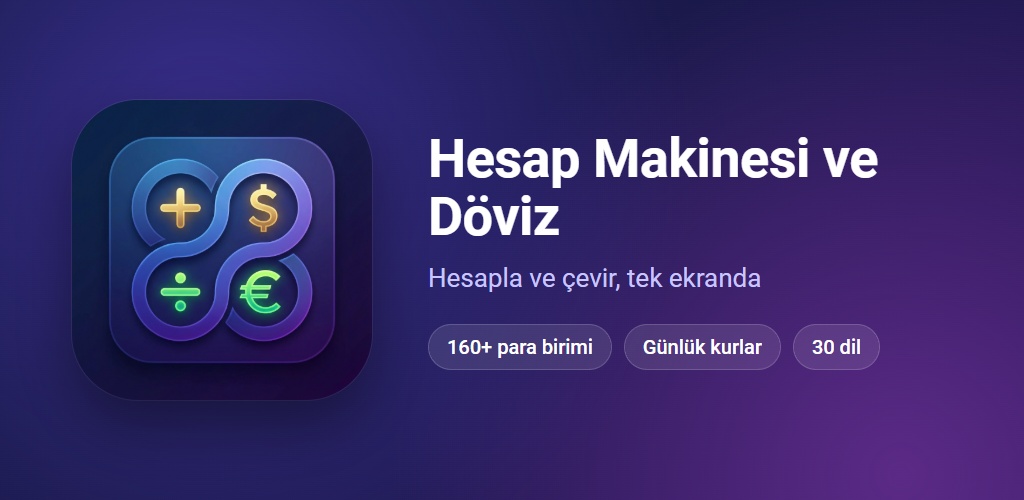 + $
÷ €
Hesap Makinesi ve
Döviz
Hesapla ve çevir, tek ekranda
160+ para birimi Günlük kurlar 30 dil